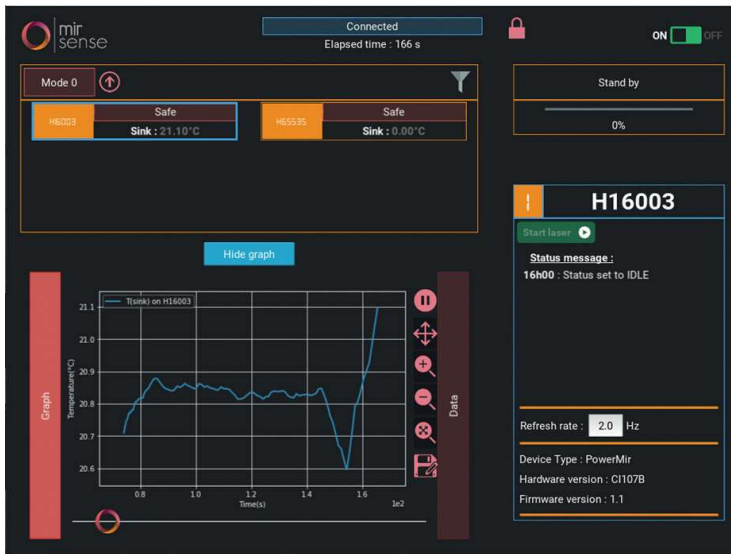 mir
sense
Connected
Elapsed time : 166 s
ON OFF
Mode 0
H6003
Safe
Sink : 21.10°C
H65535
Safe
Sink : 0.00°C
Stand by
0%
H16003
Start laser
Status message :
16h00 : Status set to IDLE
Hide graph
Graph
T(sink) on H16003
Temperature(°C)
21.1
21.0
20.9
20.8
20.7
20.6
0.8 1.0 1.2 1.4 1.6
Time(s) 1e2
Data
Refresh rate : 2.0 Hz
Device Type : PowerMir
Hardware version : CI107B
Firmware version : 1.1